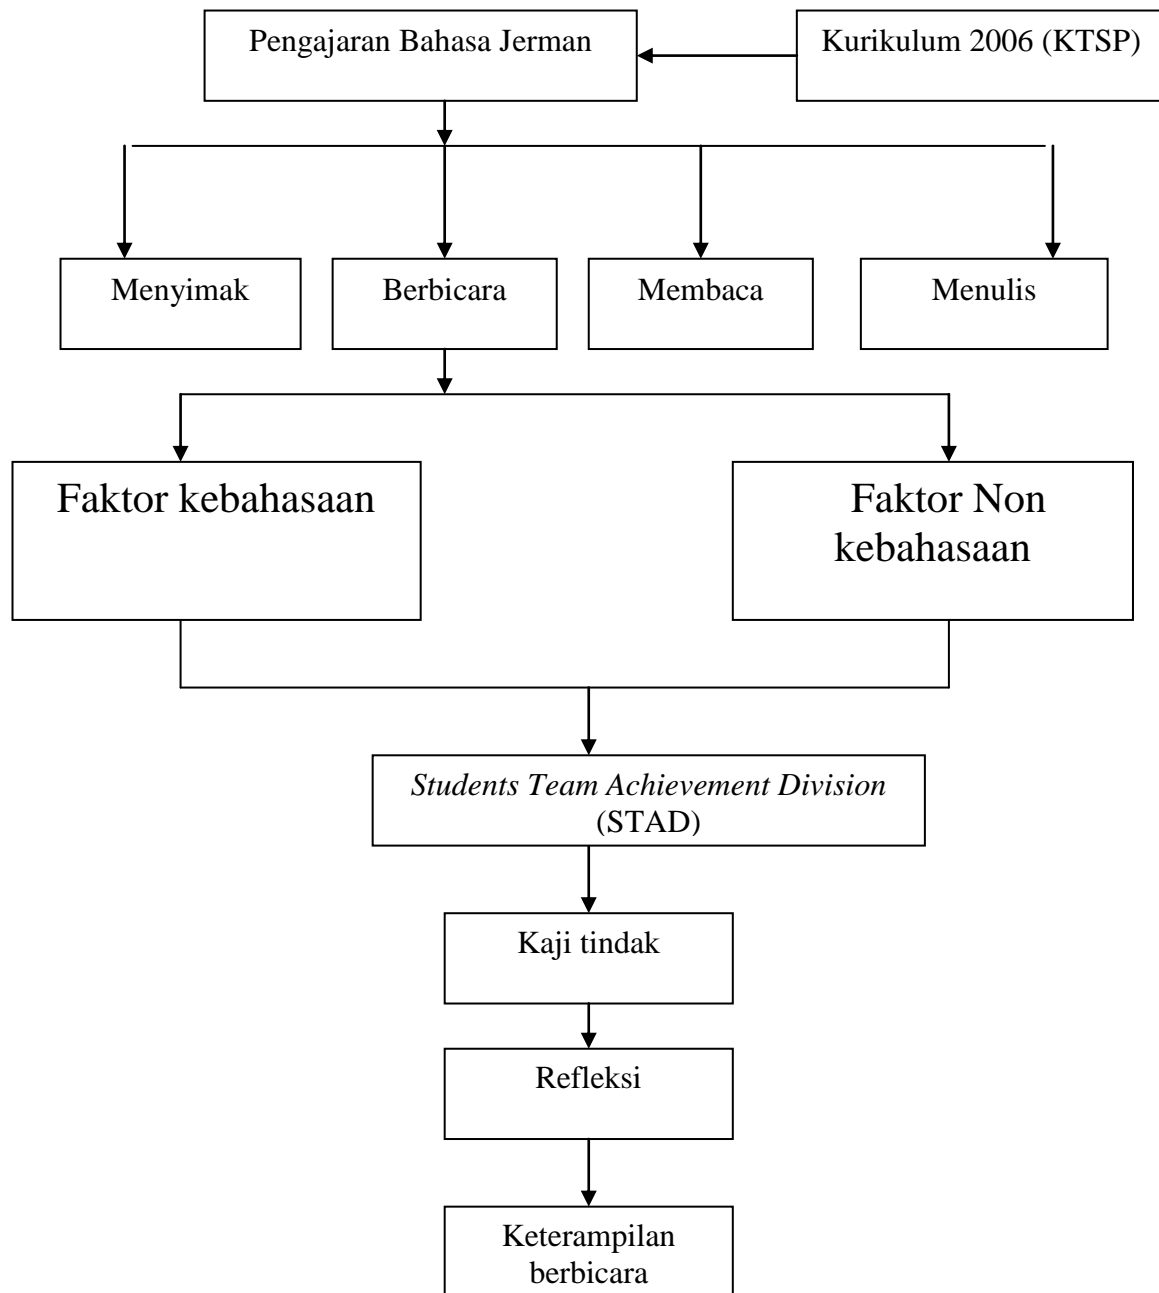 Pengajaran Bahasa Jerman
Kurikulum 2006 (KTSP)
Menyimak
Berbicara
Membaca
Menulis
Faktor kebahasaan
Faktor Non
kebahasaan
Students Team Achievement Division
(STAD)
Kaji tindak
Refleksi
Keterampilan
berbicara